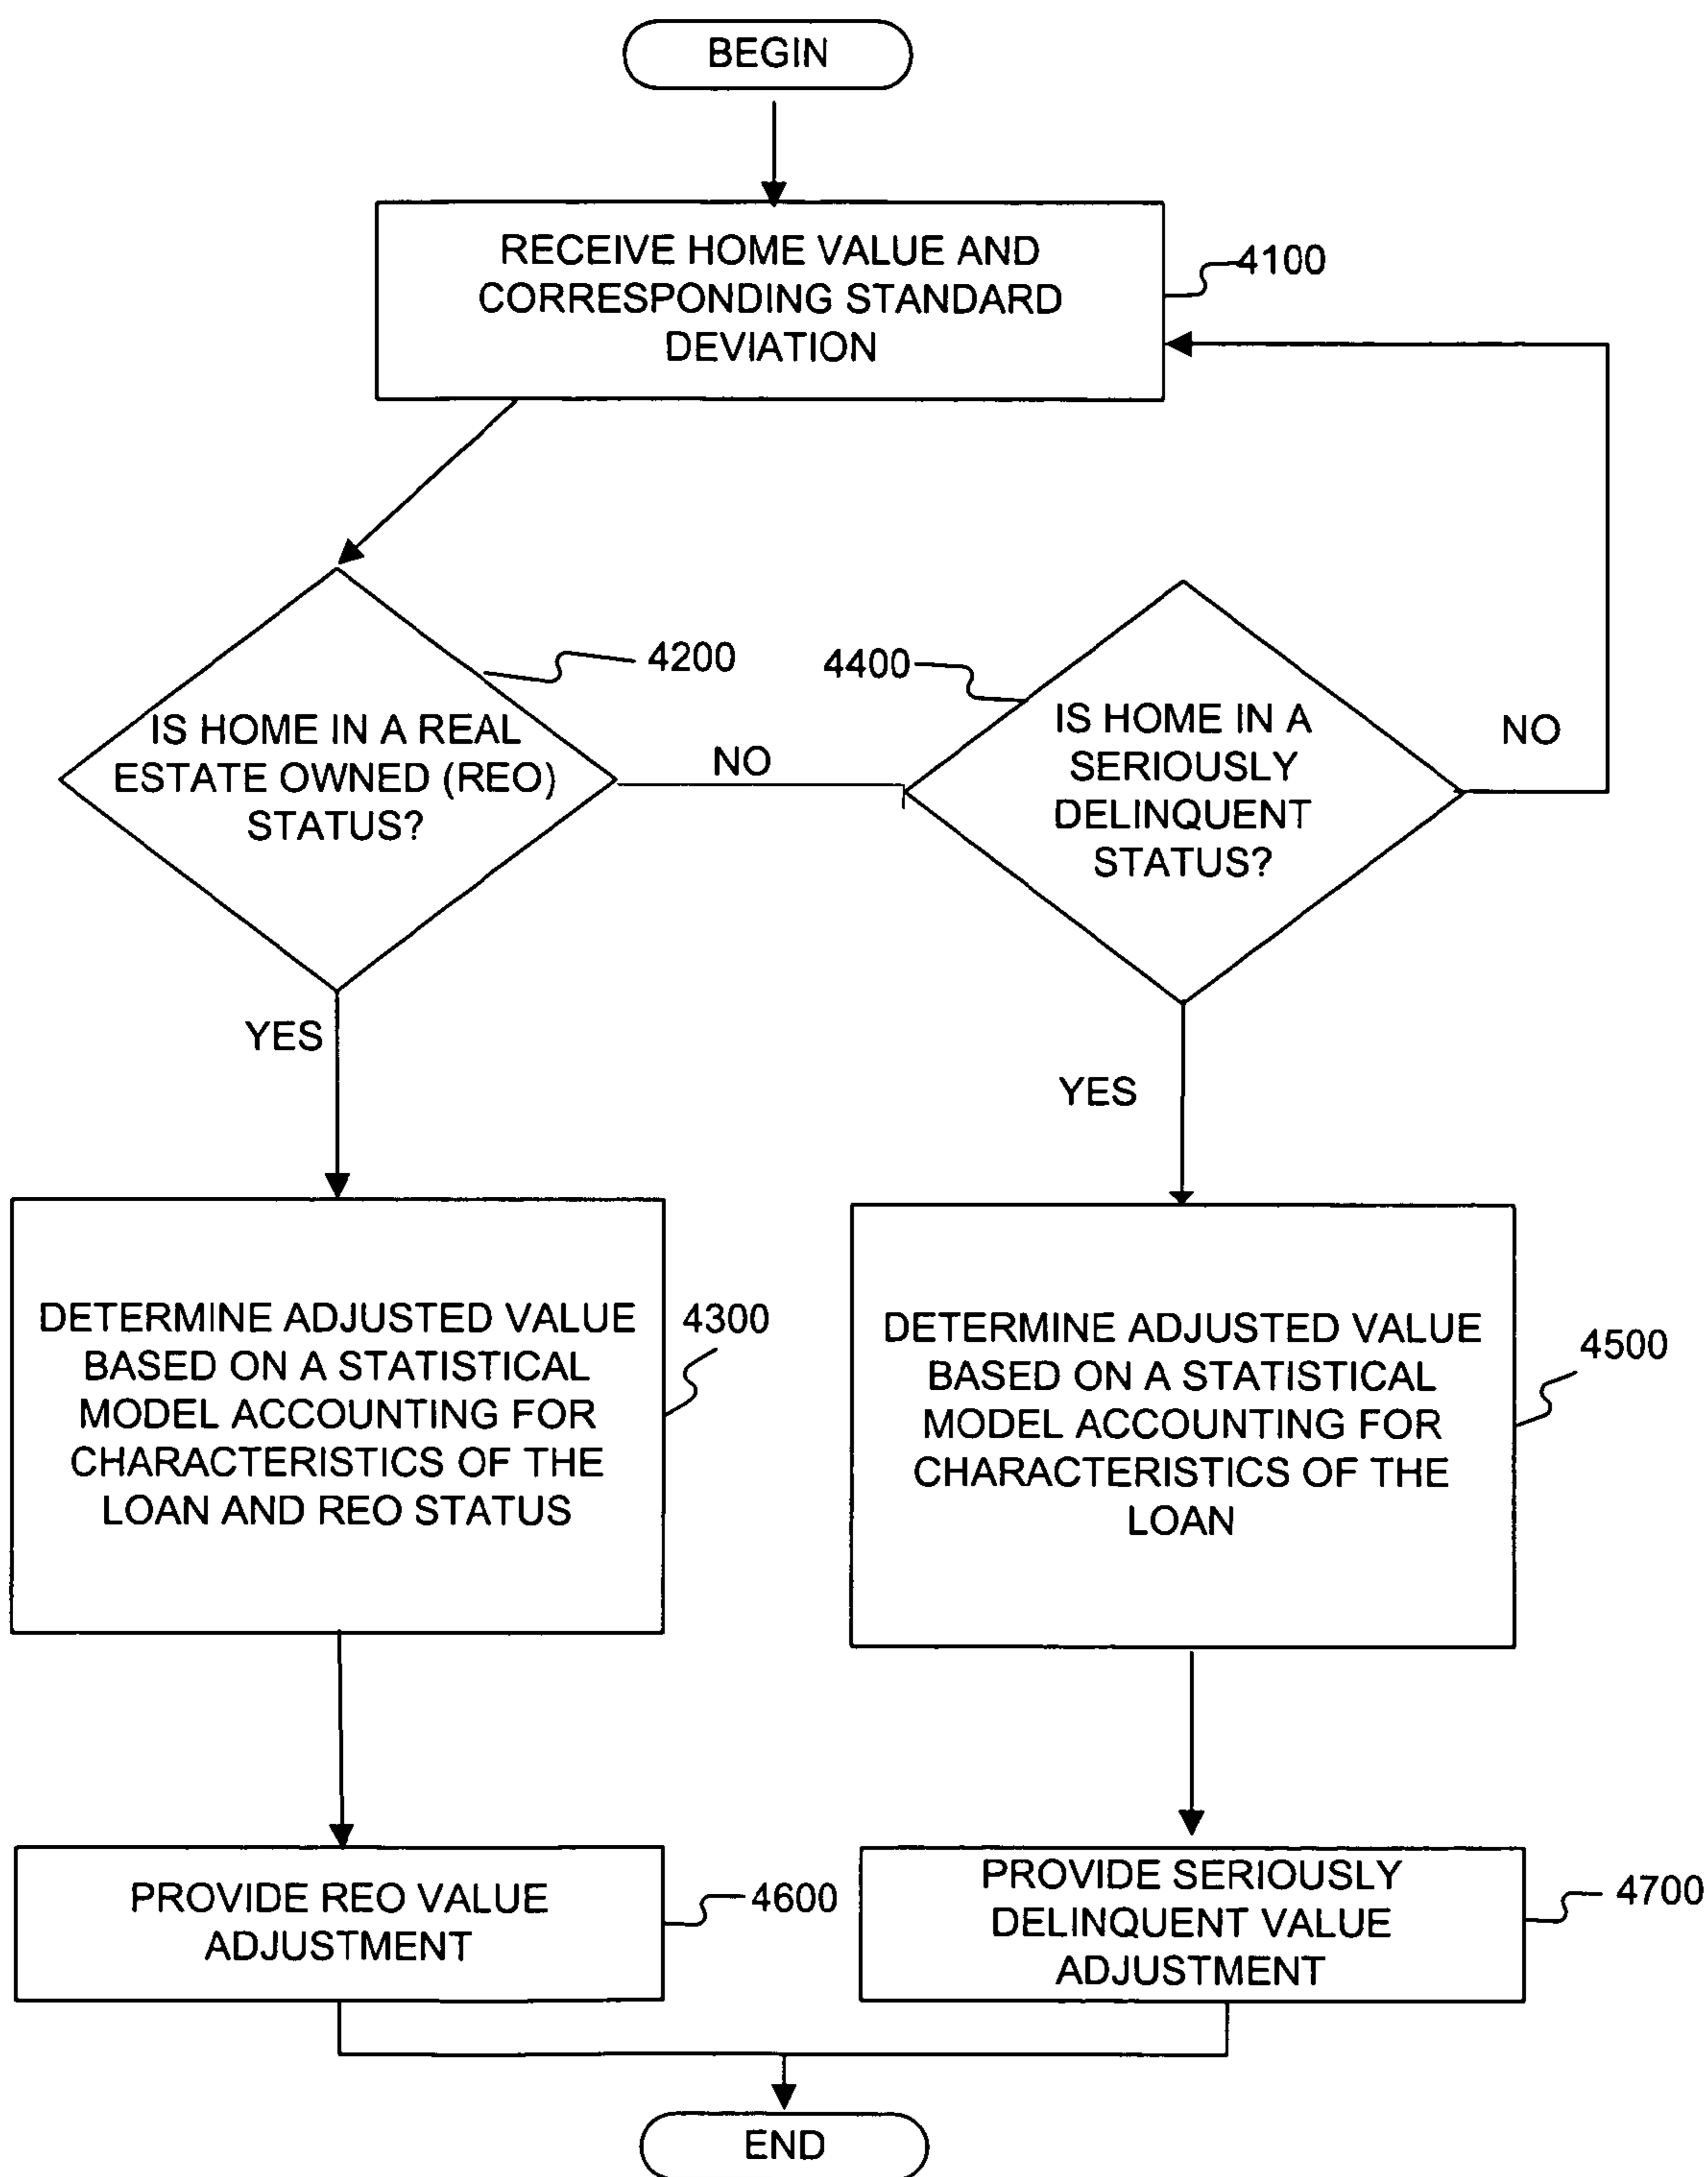 BEGIN
RECEIVE HOME VALUE AND
CORRESPONDING STANDARD
DEVIATION
4100
4200
4400
IS HOME IN A REAL
ESTATE OWNED (REO)
STATUS?
NO
IS HOME IN A
SERIOUSLY
DELINQUENT
STATUS?
NO
YES
YES
DETERMINE ADJUSTED VALUE
BASED ON A STATISTICAL
MODEL ACCOUNTING FOR
CHARACTERISTICS OF THE
LOAN AND REO STATUS
4300
DETERMINE ADJUSTED VALUE
BASED ON A STATISTICAL
MODEL ACCOUNTING FOR
CHARACTERISTICS OF THE
LOAN
4500
PROVIDE REO VALUE
ADJUSTMENT
4600
PROVIDE SERIOUSLY
DELINQUENT VALUE
ADJUSTMENT
4700
END